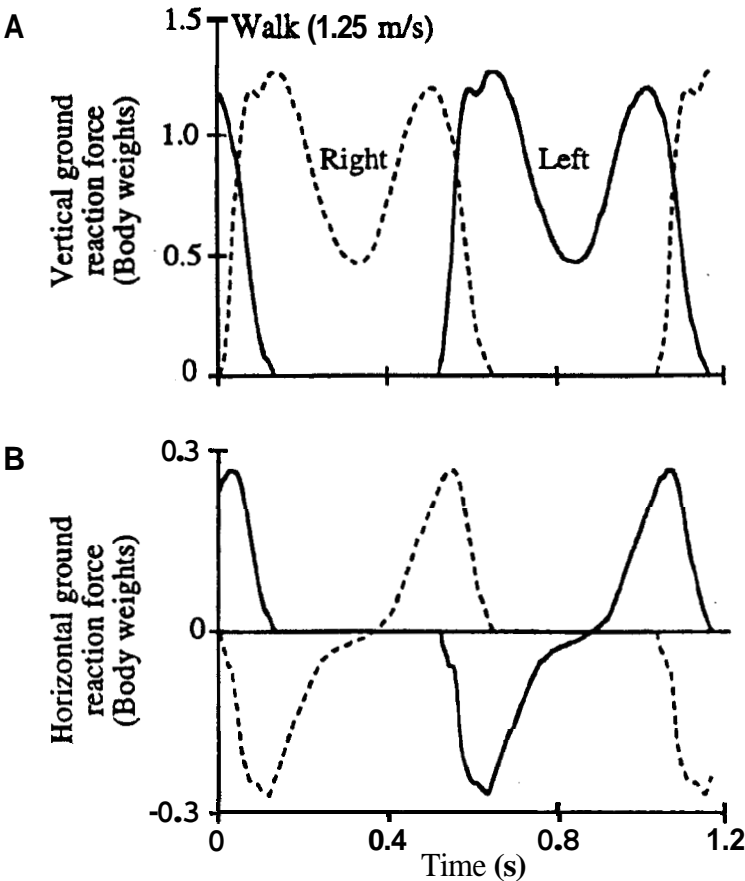 A
1.5
Walk (1.25 m/s)
1.0
0.5
0
Vertical ground
reaction force
(Body weights)
Right
Left
B
0.3
0
-0.3
Horizontal ground
reaction force
(Body weights)
0
0.4
0.8
1.2
Time (s)